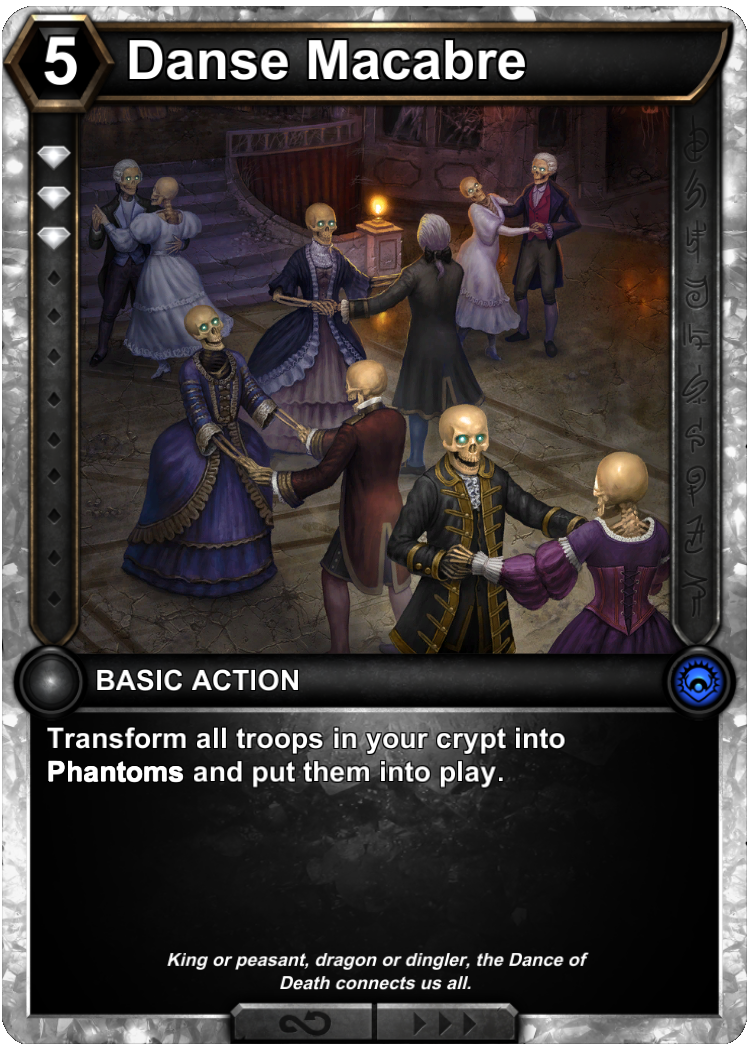 5 Danse Macabre
BASIC ACTION
Transform all troops in your crypt into
Phantoms and put them into play.
King or peasant, dragon or dingler, the Dance of
Death connects us all.